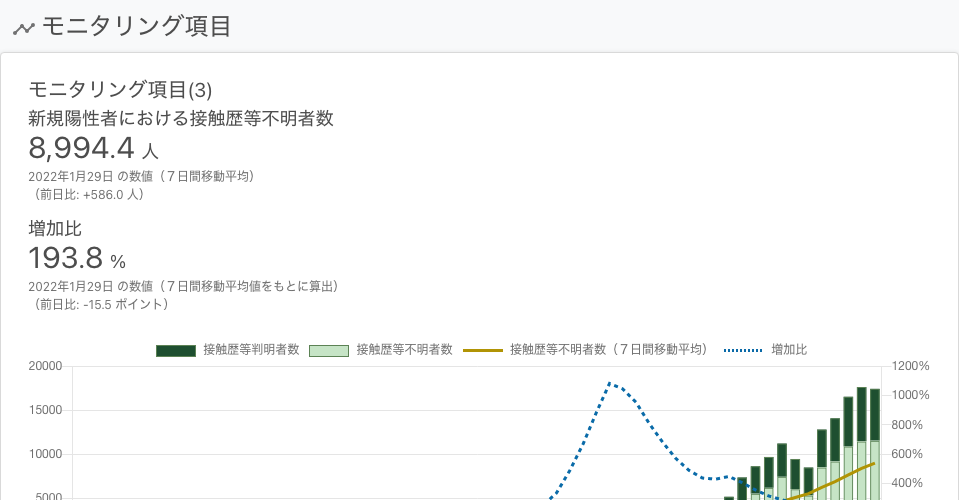 モニタリング項目
モニタリング項目(3)
新規陽性者における接触歴等不明者数
8,994.4 人
2022年1月29日 の数値（７日間移動平均）
（前日比: +586.0 人）
増加比
193.8 %
2022年1月29日 の数値（７日間移動平均値をもとに算出）
（前日比: -15.5 ポイント）
接触歴等判明者数 接触歴等不明者数 接触歴等不明者数（７日間移動平均） 増加比
20000 1200%
1000%
15000
800%
10000 600%
400%
5000